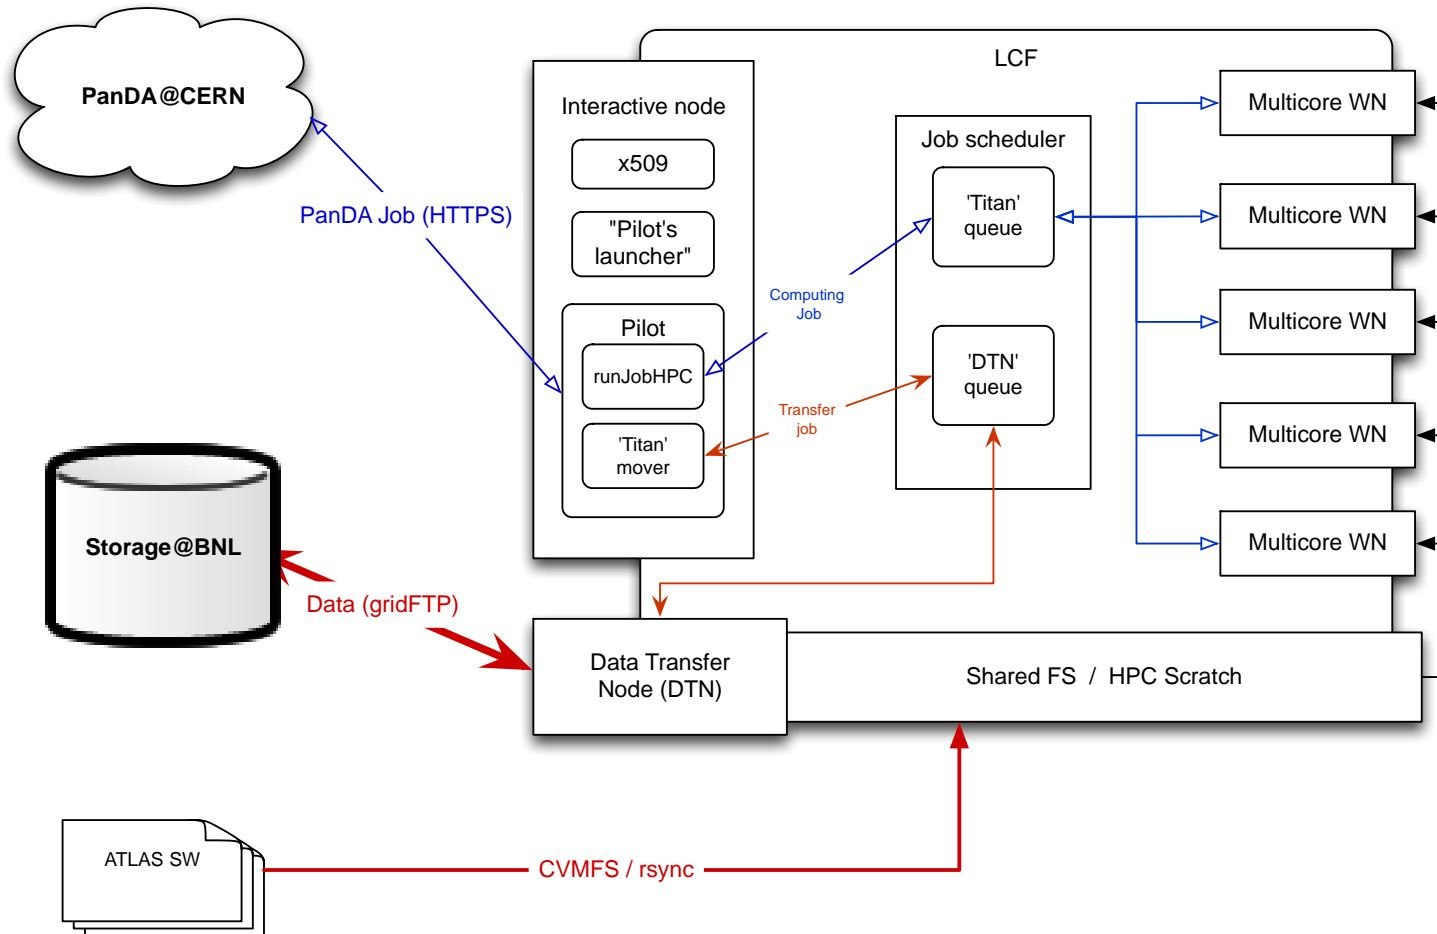 LCF
PanDA@CERN
Interactive node
x509
"Pilot's
launcher"
Pilot
runJobHPC
'Titan'
mover
PanDA Job (HTTPS)
Job scheduler
'Titan'
queue
'DTN'
queue
Computing
Job
Transfer
job
Multicore WN
Multicore WN
Multicore WN
Multicore WN
Multicore WN
Storage@BNL
Data (gridFTP)
Data Transfer
Node (DTN)
Shared FS / HPC Scratch
ATLAS SW
CVMFS / rsync